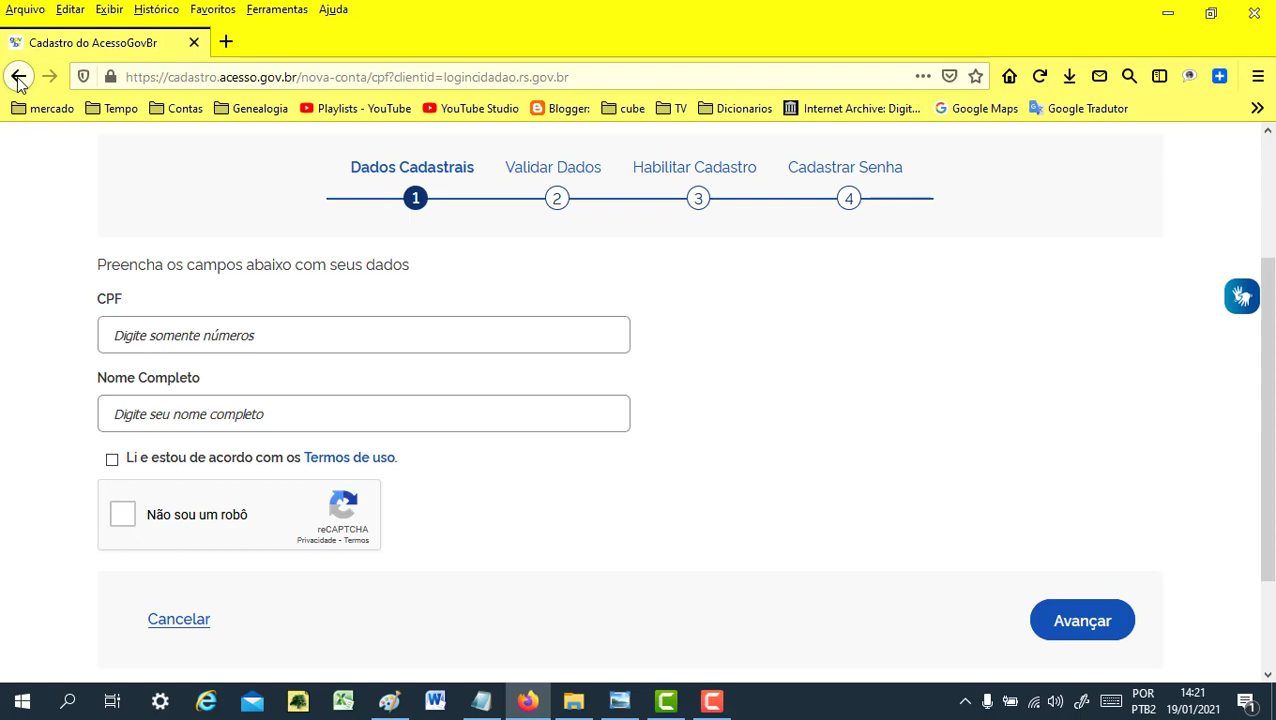 Arquivo Editar Exibir Histórico Favoritos Ferramentas Ajuda
Cadastro do AcessoGovBr
https://cadastro.acesso.gov.br/nova-conta/cpf?clientid=logincidadao.rs.gov.br
mercado Tempo Contas Genealogia Playlists - YouTube YouTube Studio Blogger: cube TV Dicionarios Internet Archive: Digit... Google Maps Google Tradutor
Dados Cadastrais Validar Dados Habilitar Cadastro Cadastrar Senha
1 2 3 4
Preencha os campos abaixo com seus dados
CPF
Digite somente números
Nome Completo
Digite seu nome completo
Li e estou de acordo com os Termos de uso.
Não sou um robô
reCAPTCHA
Privacidade - Termos
Cancelar
Avançar
POR 14:21
PTB2 19/01/2021
1